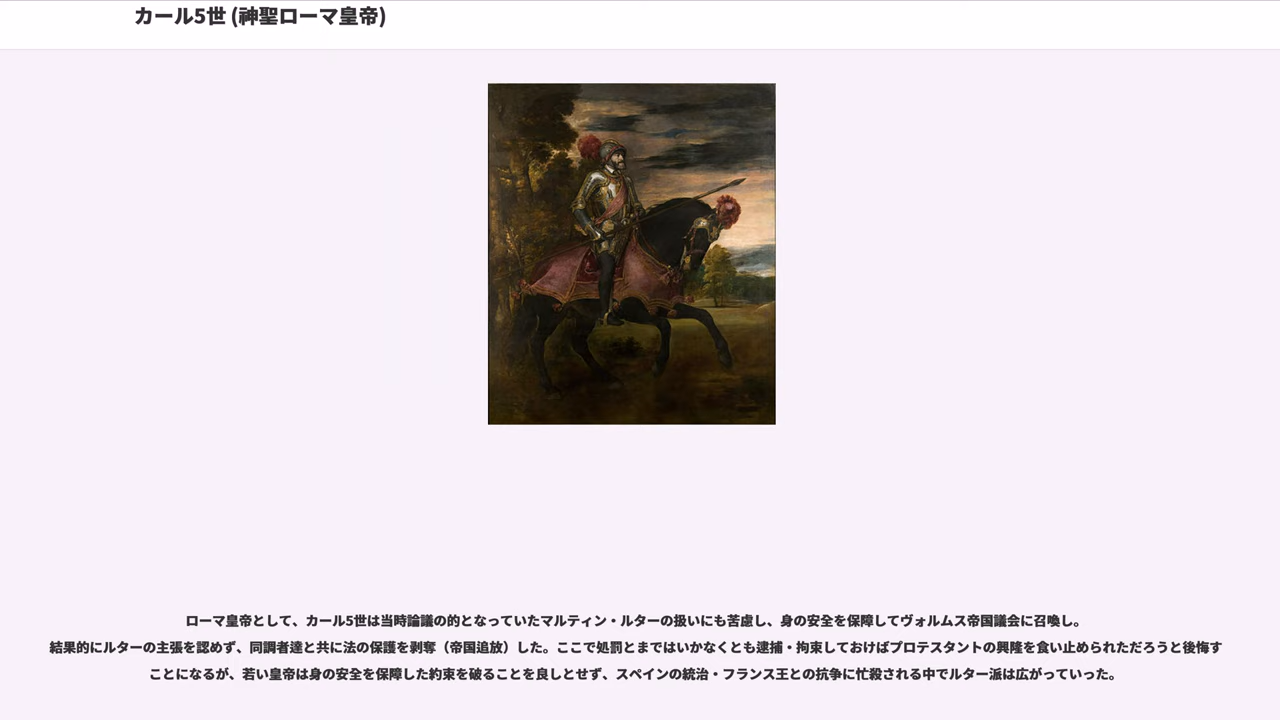 カール5世 (神聖ローマ皇帝)
ローマ皇帝として、カール5世は当時論議の的となっていたマルティン・ルターの扱いにも苦慮し、身の安全を保障してヴォルムス帝国議会に召喚し。
結果的にルターの主張を認めず、同調者達と共に法の保護を剥奪（帝国追放）した。ここで処罰とまではいかなくとも逮捕・拘束しておけばプロテスタントの興隆を食い止められただろうと後悔す
ことになるが、若い皇帝は身の安全を保障した約束を破ることを良しとせず、スペインの統治・フランス王との抗争に忙殺される中でルター派は広がっていった。